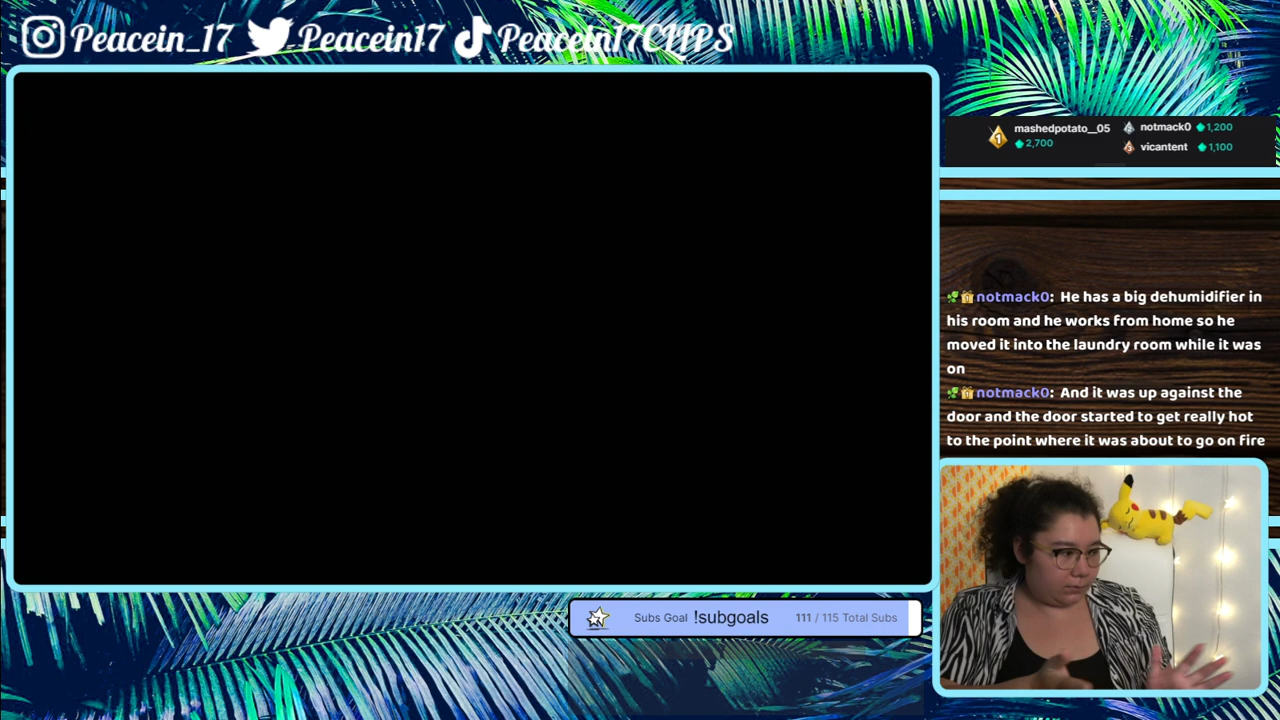 Peacein_17 Peacein17 Peacein17ClIPS
1 mashedpotato__05 2,700
2 notmack0 1,200
3 vicantent 1,100
notmack0: He has a big dehumidifier in
his room and he works from home so he
moved it into the laundry room while it was
on
notmack0: And it was up against the
door and the door started to get really hot
to the point where it was about to go on fire
Subs Goal !subgoals 111 / 115 Total Subs